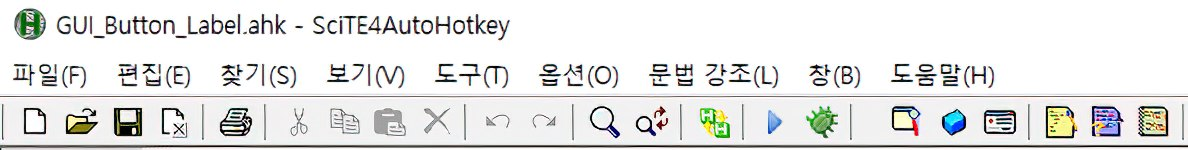 GUI_Button_Label.ahk - SciTE4AutoHotkey
파일(F) 편집(E) 찾기(S) 보기(V) 도구(T) 옵션(O) 문법 강조(L) 창(B) 도움말(H)